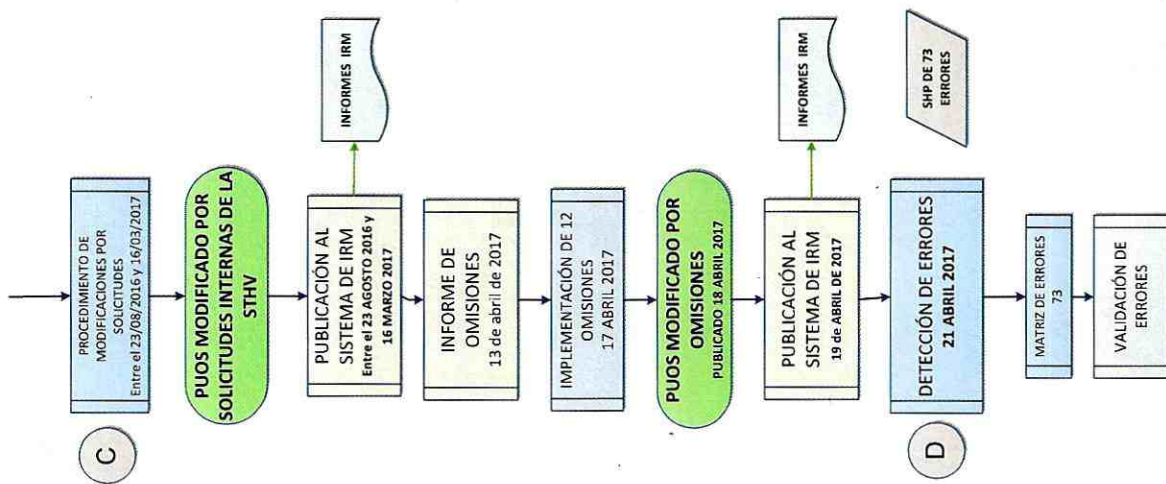 C
PROCEDIMIENTO DE
MODIFICACIONES POR
SOLICITUDES
Entre el 23/08/2016 y 16/03/2017
PUOS MODIFICADO POR
SOLICITUDES INTERNAS DE LA
STHV
PUBLICACIÓN AL
SISTEMA DE IRM
Entre el 23 AGOSTO 2016 y
16 MARZO 2017
INFORMES IRM
INFORME DE
OMISIONES
13 de abril de 2017
IMPLEMENTACIÓN DE 12
OMISIONES
17 ABRIL 2017
PUOS MODIFICADO POR
OMISIONES
PUBLICADO 18 ABRIL 2017
PUBLICACIÓN AL
SISTEMA DE IRM
19 de ABRIL DE 2017
INFORMES IRM
D
DETECCIÓN DE ERRORES
21 ABRIL 2017
SHP DE 73
ERRORES
MATRIZ DE ERRORES
73
VALIDACIÓN DE
ERRORES